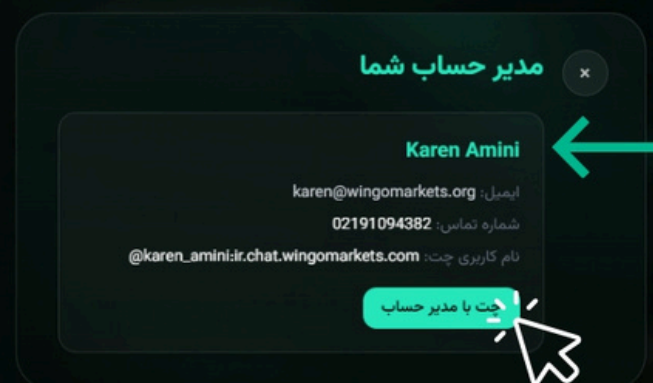 مدیر حساب شما
×
Karen Amini
ایمیل: karen@wingomarkets.org
شماره تماس: 02191094382
نام کاربری چت: @karen_amini:ir.chat.wingomarkets.com
چت با مدیر حساب